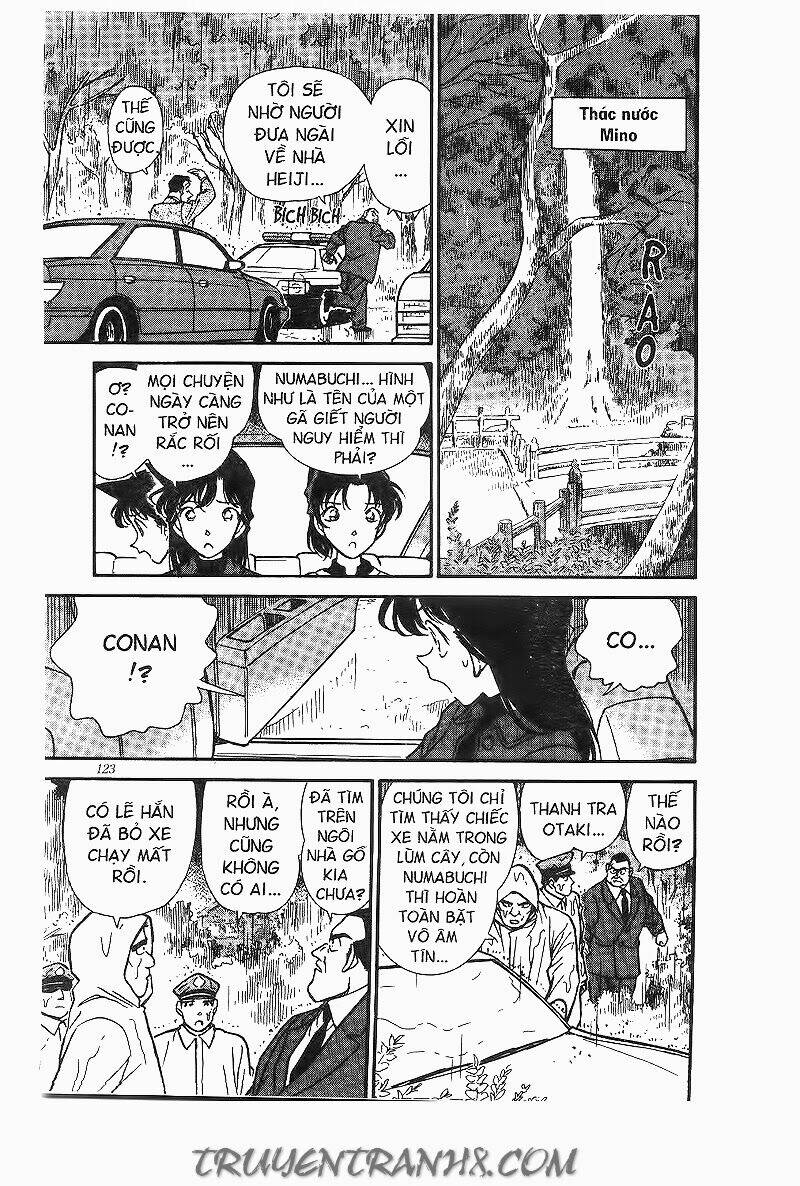 Thác nước
Mino
RÀO
XIN
LỖI
...
TÔI SẼ
NHỜ NGƯỜI
ĐƯA NGÀI
VỀ NHÀ
HEIJI...
THẾ
CŨNG
ĐƯỢC.
BỊCH BỊCH
NUMABUCHI... HÌNH
NHƯ LÀ TÊN CỦA MỘT
GÃ GIẾT NGƯỜI
NGUY HIỂM THÌ
PHẢI?
MỌI CHUYỆN
NGÀY CÀNG
TRỞ NÊN
RẮC RỐI
...
Ơ?
CO-
NAN
!?
CO...
CONAN
!?
123
THẾ
NÀO
RỒI?
THANH TRA
OTAKI...
CHÚNG TÔI CHỈ
TÌM THẤY CHIẾC
XE NẰM TRONG
LÙM CÂY, CÒN
NUMABUCHI
THÌ HOÀN
TOÀN BẶT
VÔ ÂM
TÍN...
ĐÃ TÌM
TRÊN
NGÔI
NHÀ GỖ
KIA
CHƯA?
RỒI Ạ,
NHƯNG
CŨNG
KHÔNG
CÓ AI...
CÓ LẼ HẮN
ĐÃ BỎ XE
CHẠY MẤT
RỒI.
TRUYENTRANH8.COM